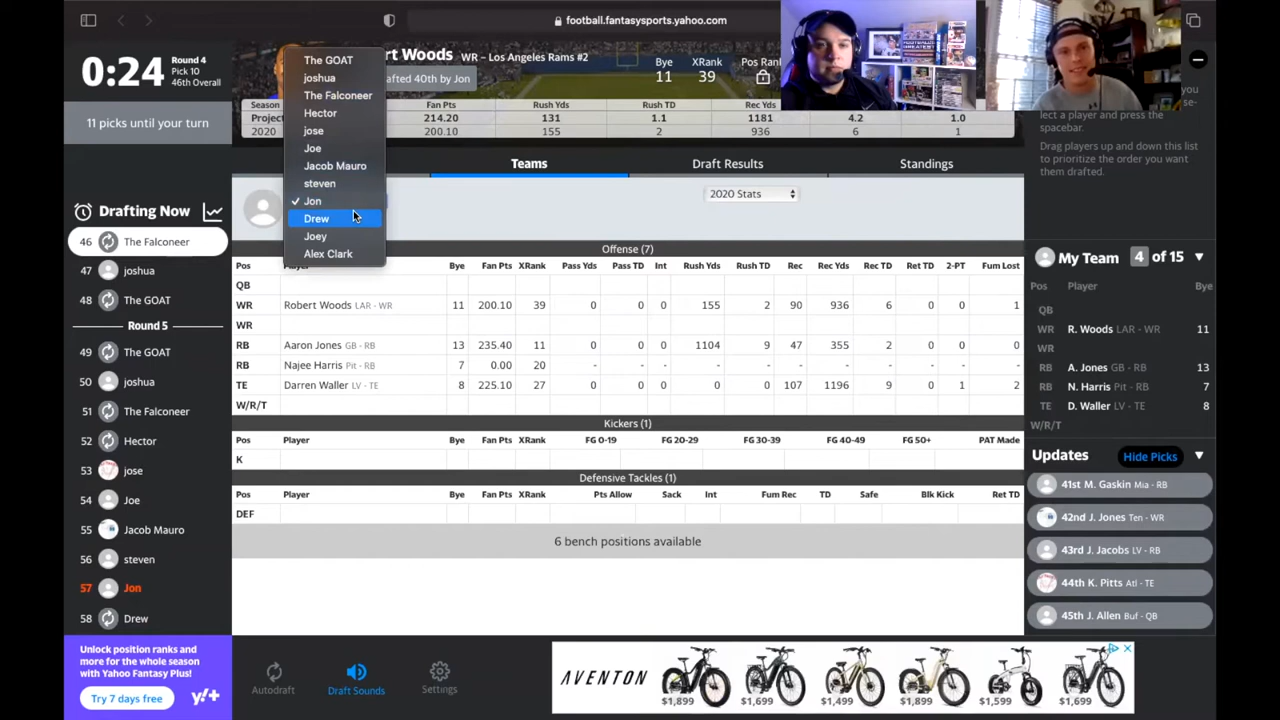 football.fantasysports.yahoo.com
0:24
Round 4
Pick 10
46th Overall
11 picks until your turn
rt Woods
WR – Los Angeles Rams #2
afted 40th by Jon
Bye
11
XRank
39
Pos Rank
Season Fan Pts Rush Yds Rush TD Rec Yds
Project 214.20 131 1.1 1181 4.2 1.0
2020 200.10 155 2 936 6 1
lect a player and press the
spacebar.
Drag players up and down this list
to prioritize the order you want
them drafted.
The GOAT
joshua
The Falconeer
Hector
jose
Joe
Jacob Mauro
steven
✓ Jon
Drew
Joey
Alex Clark
Teams
Draft Results
Standings
2020 Stats
Drafting Now
46 The Falconeer
47 joshua
48 The GOAT
Round 5
49 The GOAT
50 joshua
51 The Falconeer
52 Hector
53 jose
54 Joe
55 Jacob Mauro
56 steven
57 Jon
58 Drew
Offense (7)
Pos Player Bye Fan Pts XRank Pass Yds Pass TD Int Rush Yds Rush TD Rec Rec Yds Rec TD Ret TD 2-PT Fum Lost
QB
WR Robert Woods LAR - WR 11 200.10 39 0 0 0 155 2 90 936 6 0 0 1
WR
RB Aaron Jones GB - RB 13 235.40 11 0 0 0 1104 9 47 355 2 0 0 0
RB Najee Harris Pit - RB 7 0.00 20 - - - - - - - - - - -
TE Darren Waller LV - TE 8 225.10 27 0 0 0 0 0 107 1196 9 0 1 2
W/R/T
Kickers (1)
Pos Player Bye Fan Pts XRank FG 0-19 FG 20-29 FG 30-39 FG 40-49 FG 50+ PAT Made
K
Defensive Tackles (1)
Pos Player Bye Fan Pts XRank Pts Allow Sack Int Fum Rec TD Safe Blk Kick Ret TD
DEF
6 bench positions available
My Team 4 of 15 ▼
Pos Player Bye
QB
WR R. Woods LAR - WR 11
WR
RB A. Jones GB - RB 13
RB N. Harris Pit - RB 7
TE D. Waller LV - TE 8
W/R/T
Updates Hide Picks ▼
41st M. Gaskin Mia - RB
42nd J. Jones Ten - WR
43rd J. Jacobs LV - RB
44th K. Pitts Atl - TE
45th J. Allen Buf - QB
Unlock position ranks and
more for the whole season
with Yahoo Fantasy Plus!
Try 7 days free
y!+
Autodraft
Draft Sounds
Settings
AVENTON
$1,899 $1,699 $1,499 $1,899 $1,599 $1,699